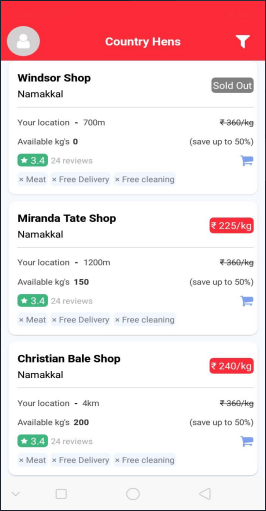 Country Hens
Windsor Shop
Sold Out
Namakkal
Your location - 700m ₹ 360/kg
Available kg's 0 (save up to 50%)
★ 3.4 24 reviews
× Meat × Free Delivery × Free cleaning
Miranda Tate Shop
₹ 225/kg
Namakkal
Your location - 1200m ₹ 360/kg
Available kg's 150 (save up to 50%)
★ 3.4 24 reviews
× Meat × Free Delivery × Free cleaning
Christian Bale Shop
₹ 240/kg
Namakkal
Your location - 4km ₹ 360/kg
Available kg's 200 (save up to 50%)
★ 3.4 24 reviews
× Meat × Free Delivery × Free cleaning